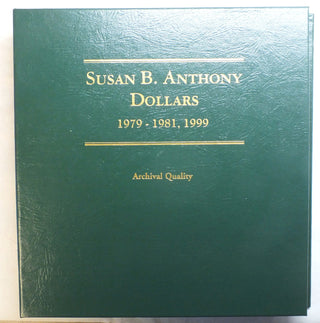 SUSAN B. ANTHONY
DOLLARS
1979 - 1981, 1999
Archival Quality